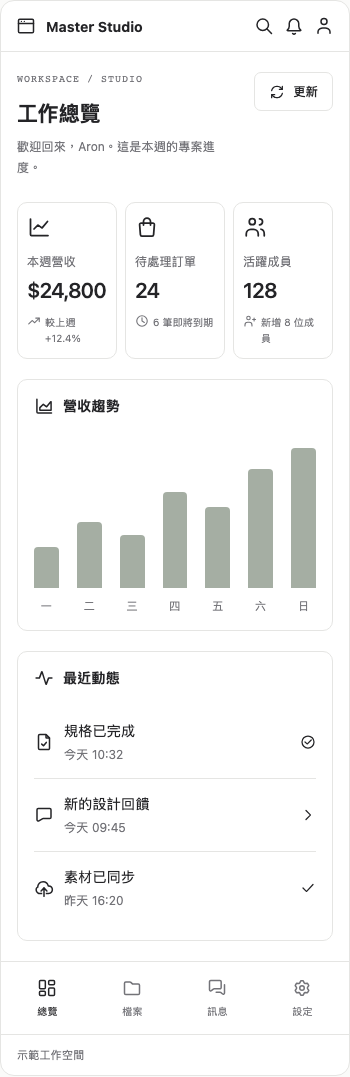 Master Studio
WORKSPACE / STUDIO
更新
工作總覽
歡迎回來，Aron。這是本週的專案進
度。
本週營收
$24,800
較上週
+12.4%
待處理訂單
24
6 筆即將到期
活躍成員
128
新增 8 位成
員
營收趨勢
一 二 三 四 五 六 日
最近動態
規格已完成
今天 10:32
新的設計回饋
今天 09:45
素材已同步
昨天 16:20
總覽 檔案 訊息 設定
示範工作空間